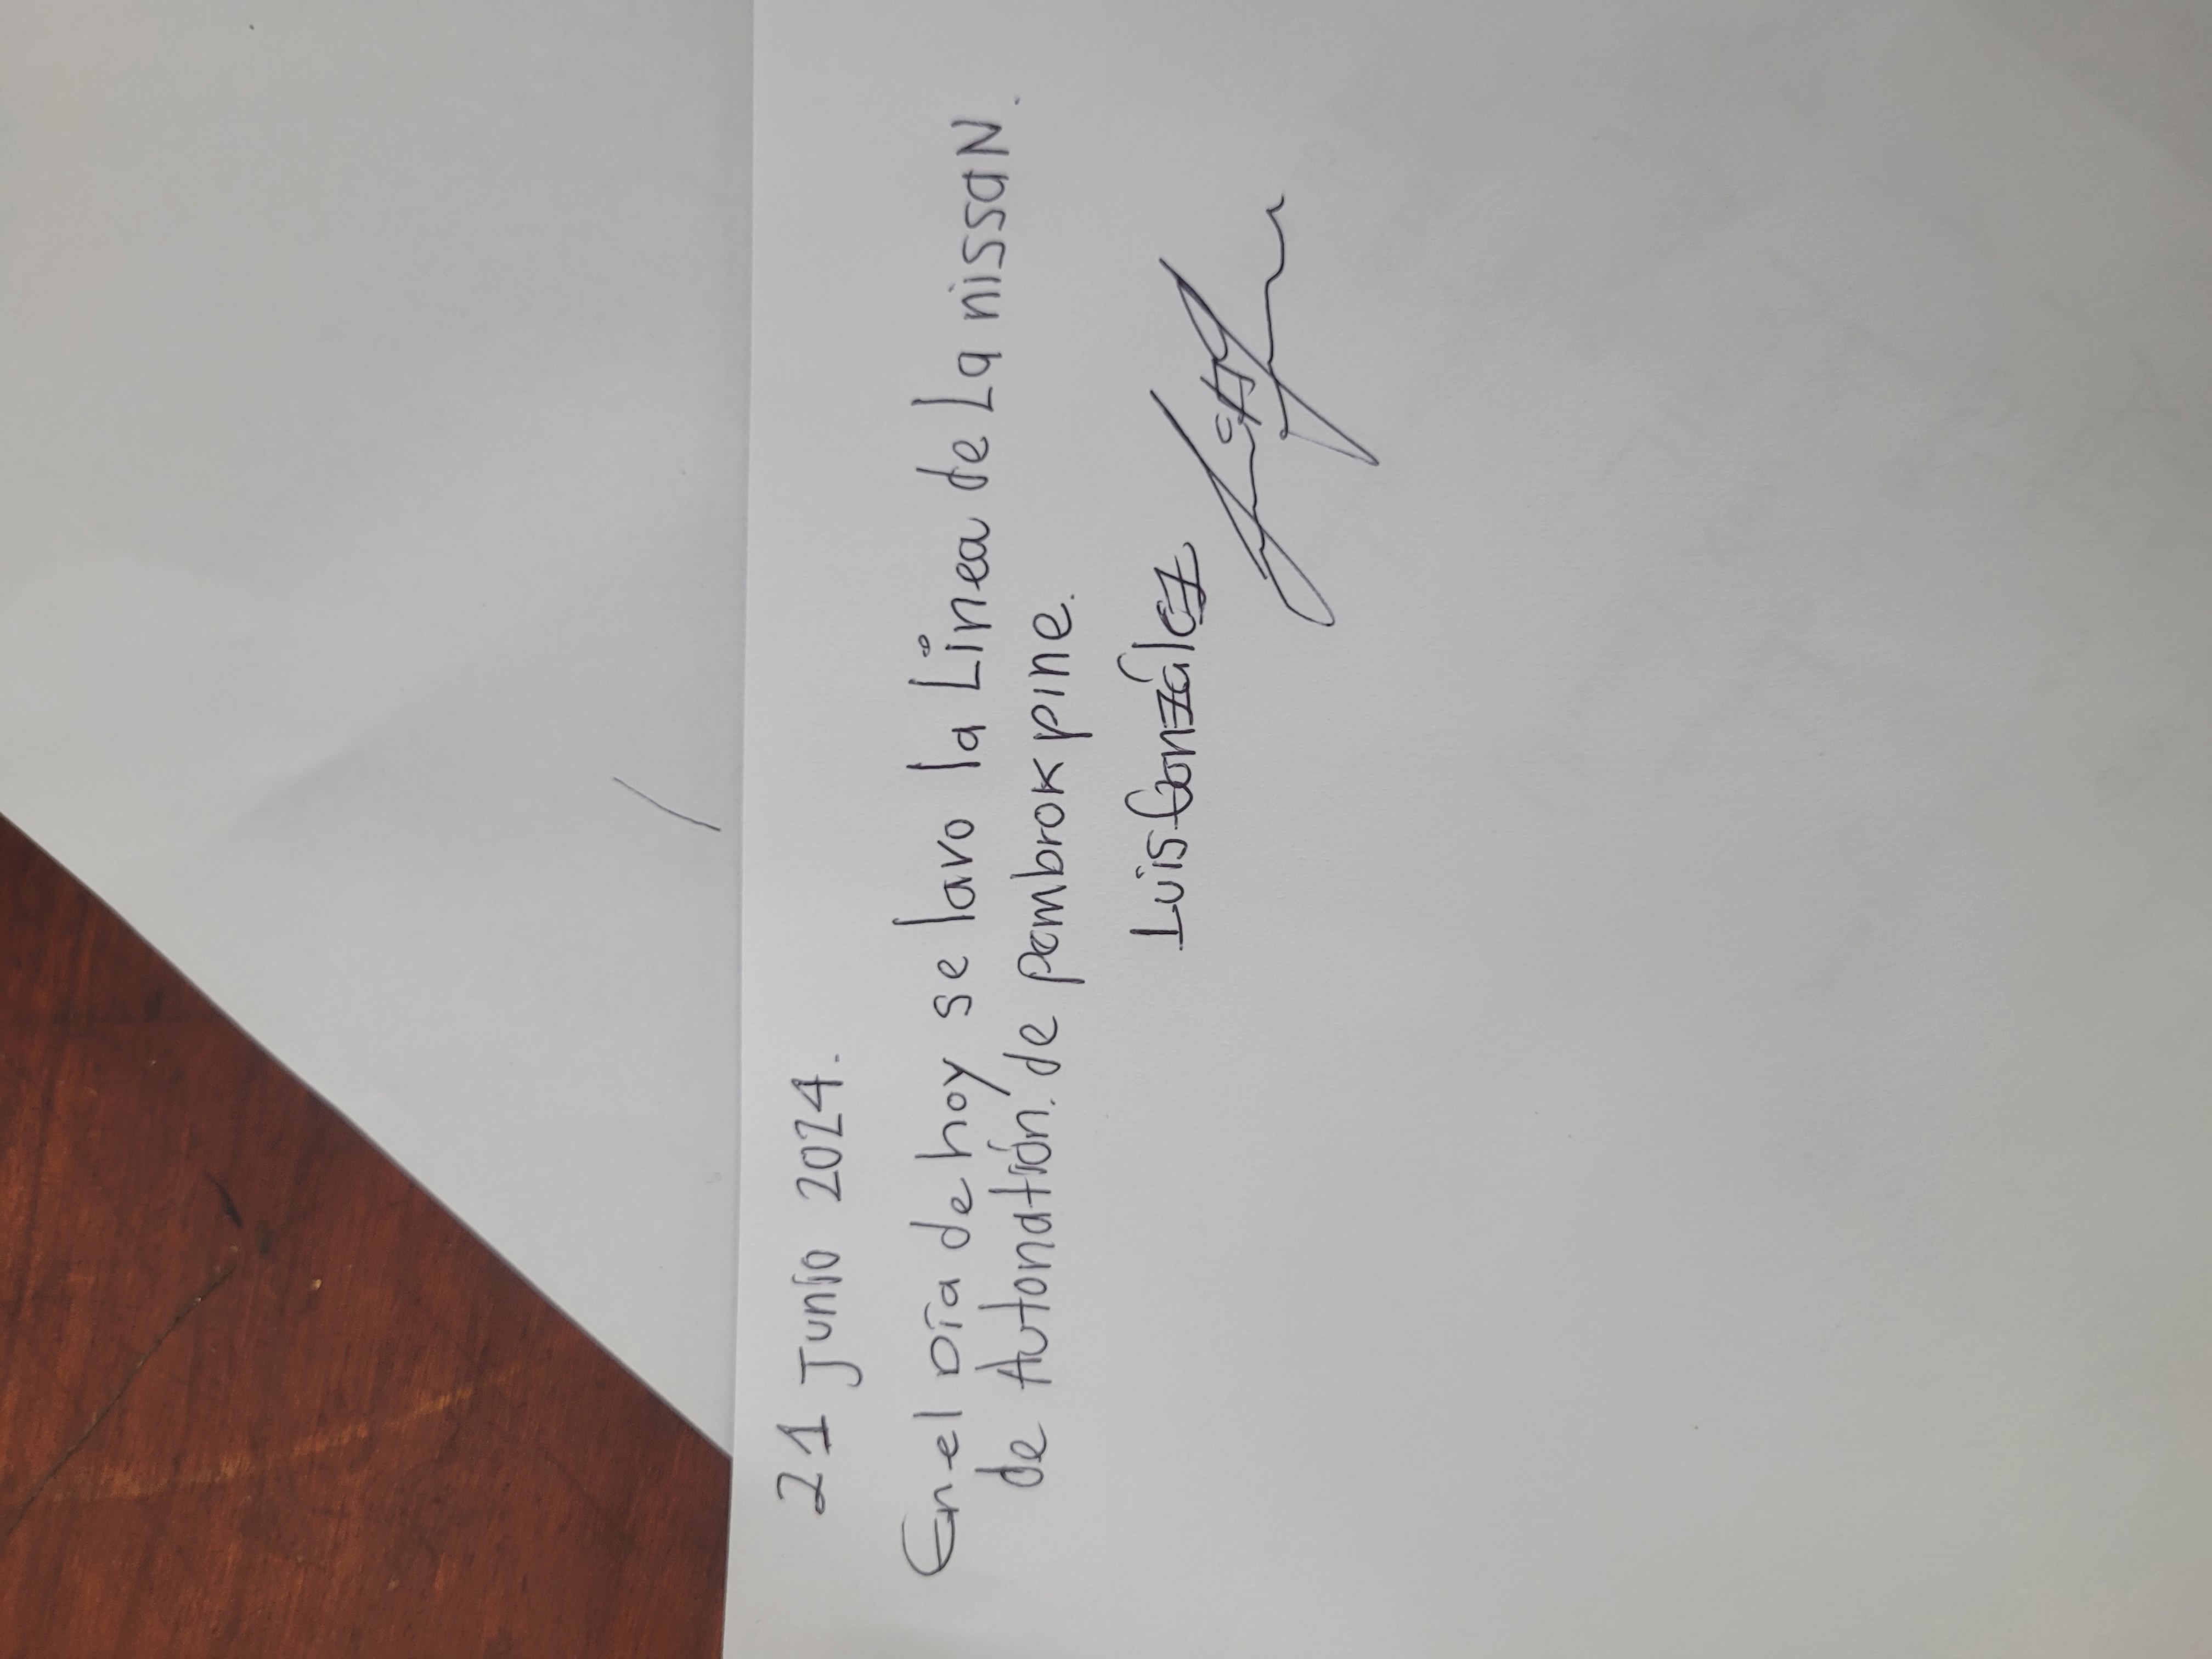 21 Junio 2024.
En el Día de hoy se lavo la Línea de La nissaN.
de Autonatión. de pembrok pine.
Luis González